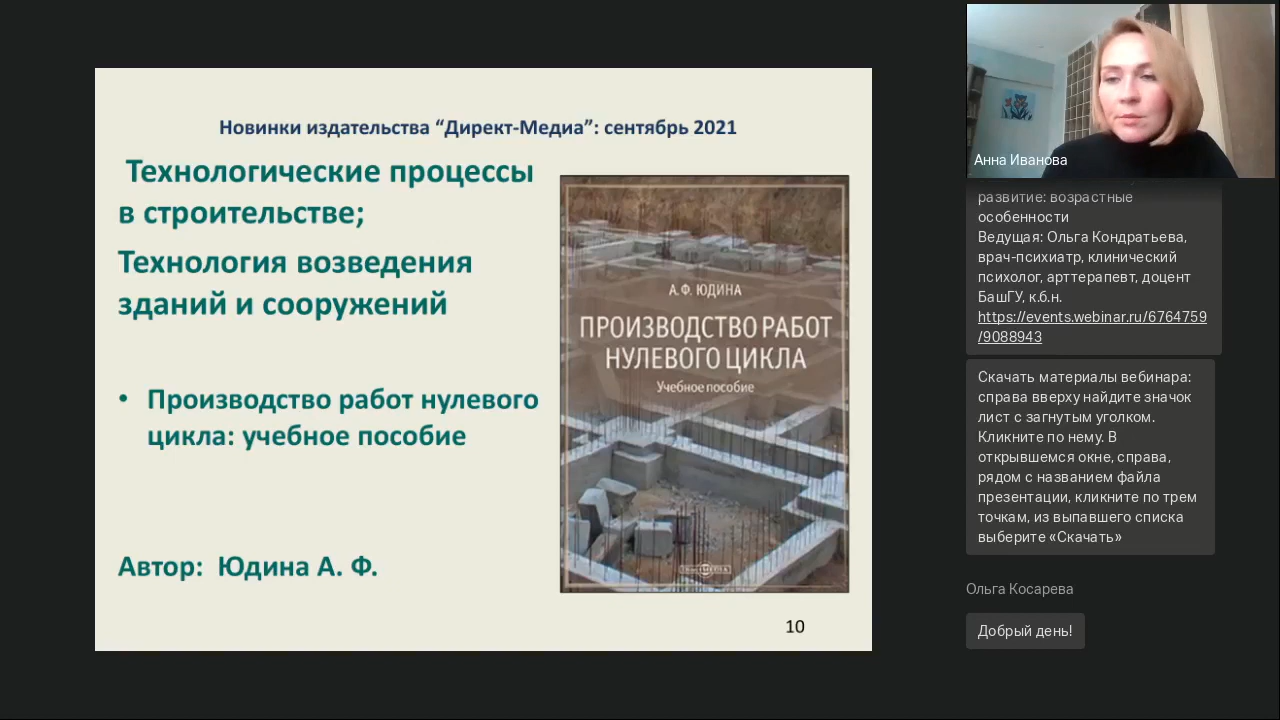 Новинки издательства “Директ-Медиа”: сентябрь 2021
Технологические процессы
в строительстве;
Технология возведения
зданий и сооружений
• Производство работ нулевого
цикла: учебное пособие
Автор: Юдина А. Ф.
А.Ф. ЮДИНА
ПРОИЗВОДСТВО РАБОТ
НУЛЕВОГО ЦИКЛА
Учебное пособие
10
Анна Иванова
развитие: возрастные
особенности
Ведущая: Ольга Кондратьева,
врач-психиатр, клинический
психолог, арттерапевт, доцент
БашГУ, к.б.н.
https://events.webinar.ru/6764759
/9088943
Скачать материалы вебинара:
справа вверху найдите значок
лист с загнутым уголком.
Кликните по нему. В
открывшемся окне, справа,
рядом с названием файла
презентации, кликните по трем
точкам, из выпавшего списка
выберите «Скачать»
Ольга Косарева
Добрый день!